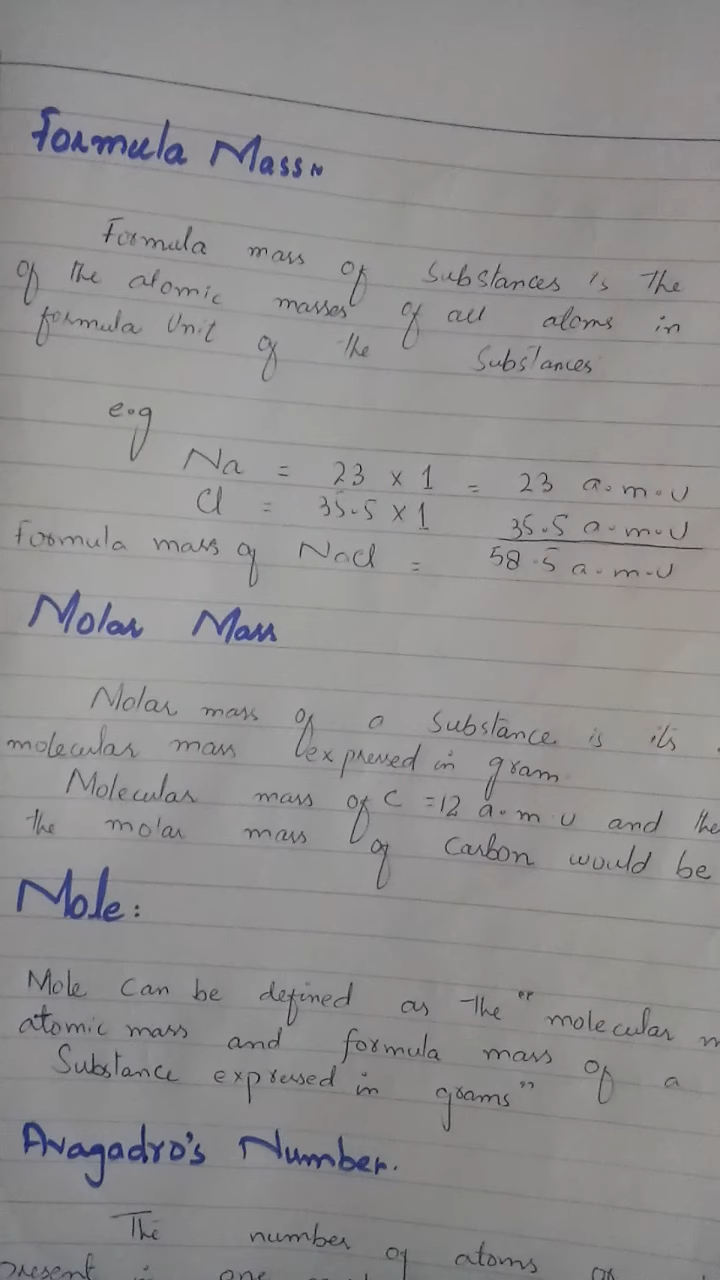 Formula Mass
Formula mass of substances is the
of the atomic masses of all atoms in
formula Unit of the Substances
e.g
Na = 23 x 1 = 23 a.m.u
Cl = 35.5 x 1 35.5 a.m.u
Formula mass of NaCl = 58.5 a.m.u
Molar Mass
Molar mass of a substance is its
molecular mass expressed in gram
Molecular mass of C = 12 a.m.u and the
the molar mass of Carbon would be
Mole:
Mole can be defined as the "molecular m
atomic mass and formula mass of a
Substance expressed in grams"
Avagadro's Number.
The number of atoms or
present in one